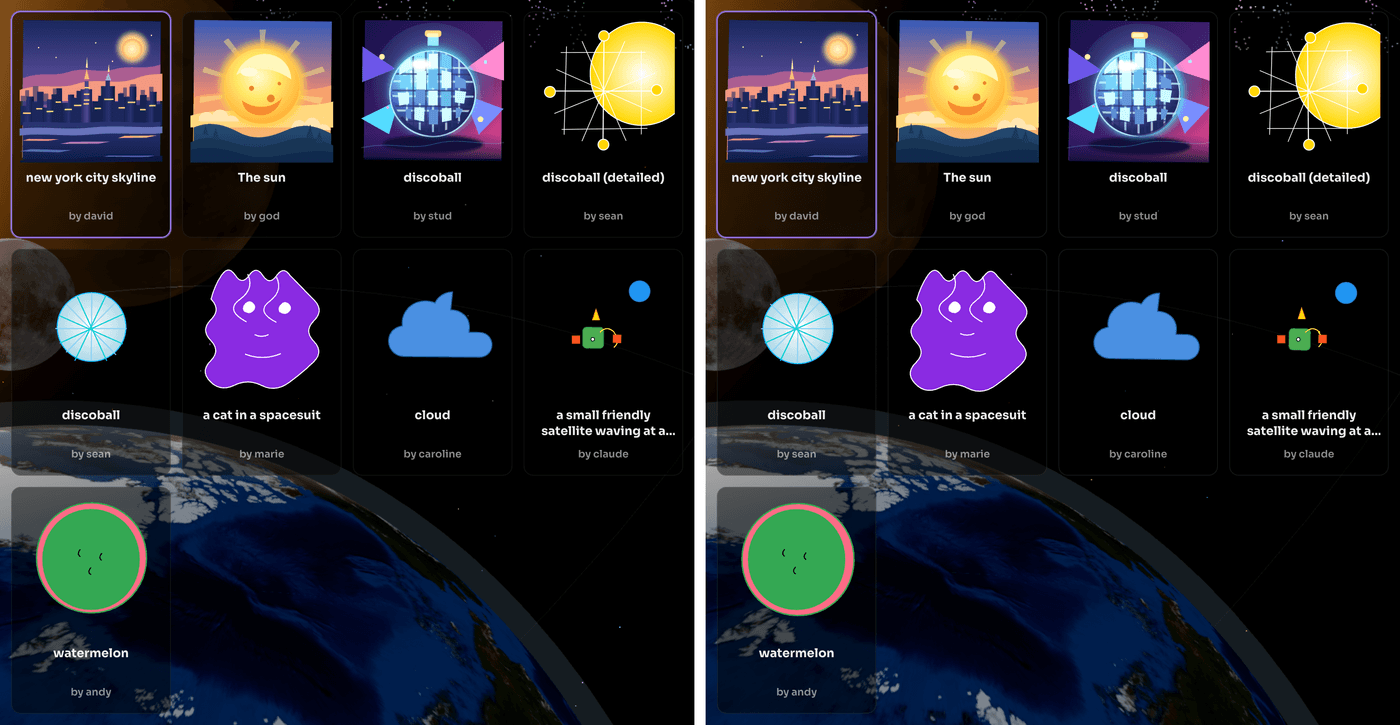 new york city skyline
by david
The sun
by god
discoball
by stud
discoball (detailed)
by sean
discoball
by sean
a cat in a spacesuit
by marie
cloud
by caroline
a small friendly
satellite waving at a...
by claude
watermelon
by andy
new york city skyline
by david
The sun
by god
discoball
by stud
discoball (detailed)
by sean
discoball
by sean
a cat in a spacesuit
by marie
cloud
by caroline
a small friendly
satellite waving at a...
by claude
watermelon
by andy